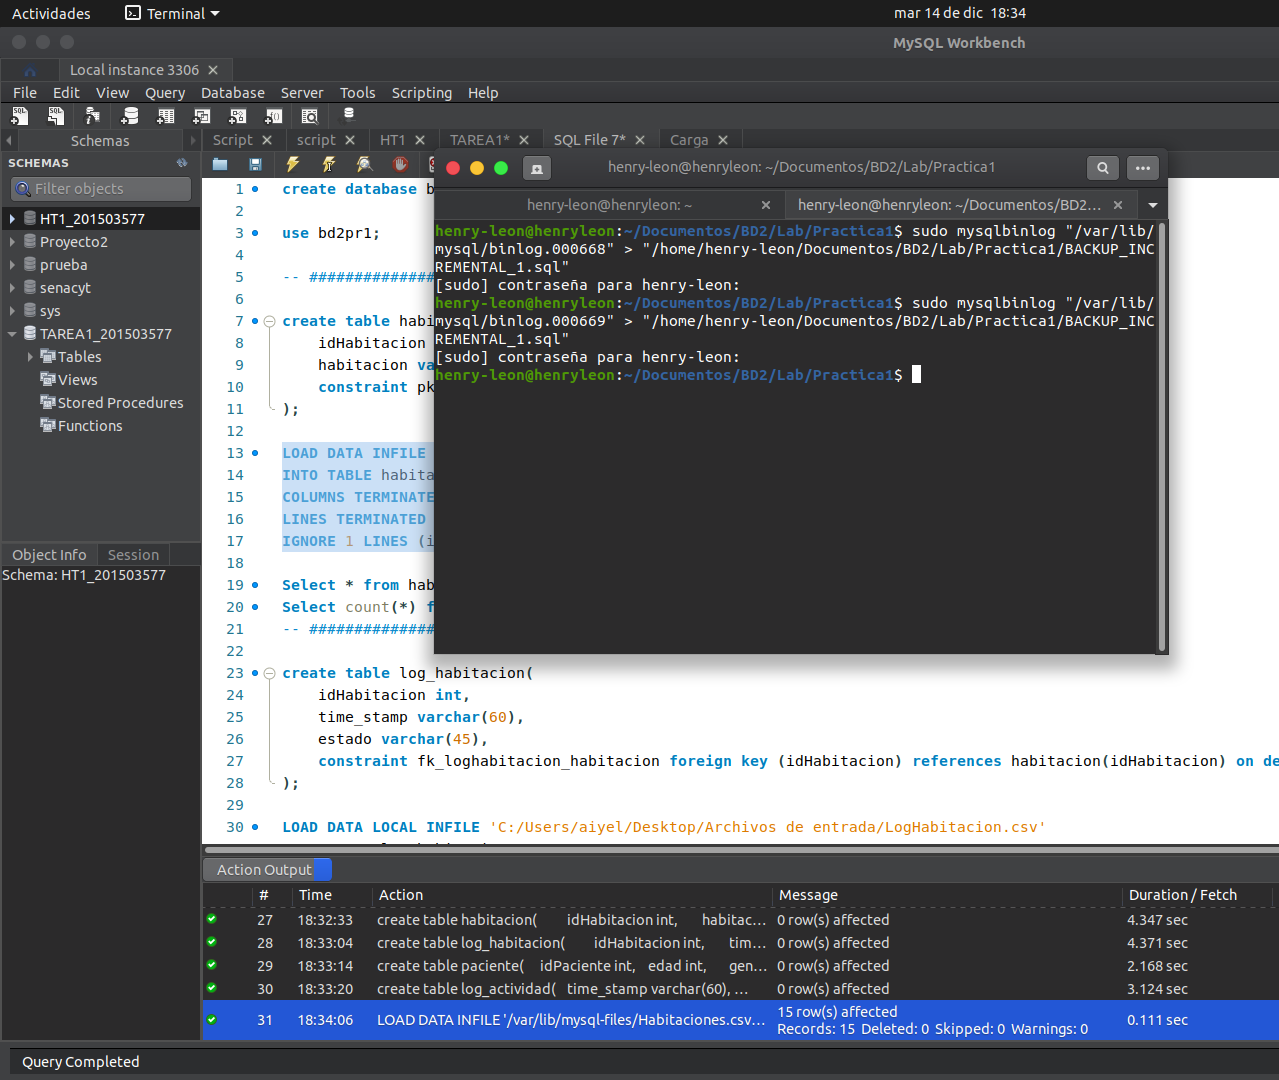 Actividades Terminal mar 14 de dic 18:34
MySQL Workbench
Local instance 3306
File Edit View Query Database Server Tools Scripting Help
Schemas
Script script HT1 TAREA1* SQL File 7* Carga
SCHEMAS
Filter objects
HT1_201503577
Proyecto2
prueba
senacyt
sys
TAREA1_201503577
Tables
Views
Stored Procedures
Functions
Object Info Session
Schema: HT1_201503577
1 create database b
2
3 use bd2pr1;
4
5 -- ##############
6
7 create table habi
8 idHabitacion
9 habitacion va
10 constraint pk
11 );
12
13 LOAD DATA INFILE
14 INTO TABLE habita
15 COLUMNS TERMINATE
16 LINES TERMINATED
17 IGNORE 1 LINES (i
18
19 Select * from hab
20 Select count(*) f
21 -- ##############
22
23 create table log_habitacion(
24 idHabitacion int,
25 time_stamp varchar(60),
26 estado varchar(45),
27 constraint fk_loghabitacion_habitacion foreign key (idHabitacion) references habitacion(idHabitacion) on de
28 );
29
30 LOAD DATA LOCAL INFILE 'C:/Users/aiyel/Desktop/Archivos de entrada/LogHabitacion.csv'
henry-leon@henryleon: ~/Documentos/BD2/Lab/Practica1
henry-leon@henryleon: ~ henry-leon@henryleon: ~/Documentos/BD2...
henry-leon@henryleon:~/Documentos/BD2/Lab/Practica1$ sudo mysqlbinlog "/var/lib/
mysql/binlog.000668" > "/home/henry-leon/Documentos/BD2/Lab/Practica1/BACKUP_INC
REMENTAL_1.sql"
[sudo] contraseña para henry-leon:
henry-leon@henryleon:~/Documentos/BD2/Lab/Practica1$ sudo mysqlbinlog "/var/lib/
mysql/binlog.000669" > "/home/henry-leon/Documentos/BD2/Lab/Practica1/BACKUP_INC
REMENTAL_1.sql"
[sudo] contraseña para henry-leon:
henry-leon@henryleon:~/Documentos/BD2/Lab/Practica1$
Action Output
# Time Action Message Duration / Fetch
27 18:32:33 create table habitacion( idHabitacion int, habitac... 0 row(s) affected 4.347 sec
28 18:33:04 create table log_habitacion( idHabitacion int, tim... 0 row(s) affected 4.371 sec
29 18:33:14 create table paciente( idPaciente int, edad int, gen... 0 row(s) affected 2.168 sec
30 18:33:20 create table log_actividad( time_stamp varchar(60), ... 0 row(s) affected 3.124 sec
31 18:34:06 LOAD DATA INFILE '/var/lib/mysql-files/Habitaciones.csv... 15 row(s) affected 0.111 sec
Records: 15 Deleted: 0 Skipped: 0 Warnings: 0
Query Completed